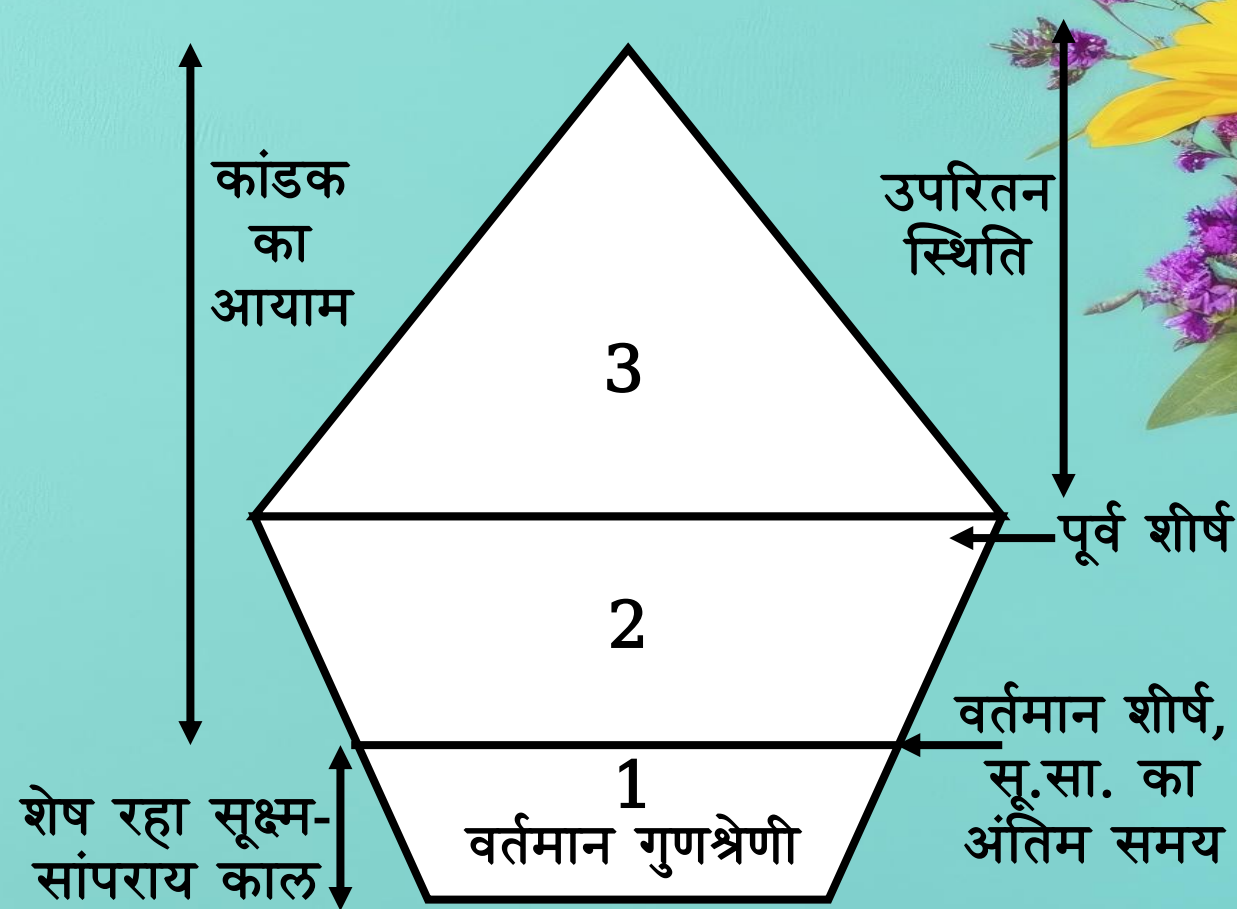 कांडक
का
आयाम
उपरितन
स्थिति
3
पूर्व शीर्ष
2
वर्तमान शीर्ष,
सू.सा. का
अंतिम समय
1
वर्तमान गुणश्रेणी
शेष रहा सूक्ष्म-
सांपराय काल